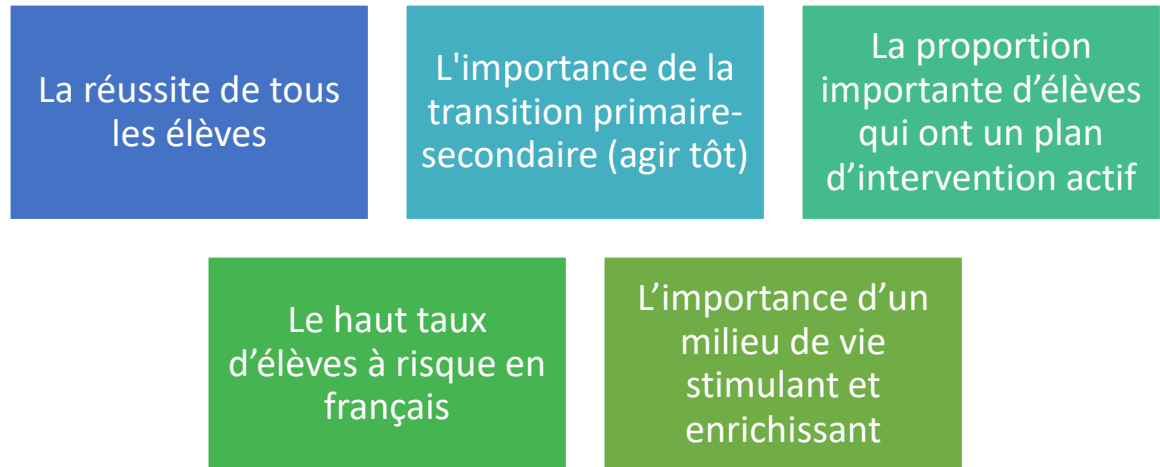 La réussite de tous
les élèves
L'importance de la
transition primaire-
secondaire (agir tôt)
La proportion
importante d’élèves
qui ont un plan
d’intervention actif
Le haut taux
d’élèves à risque en
français
L’importance d’un
milieu de vie
stimulant et
enrichissant